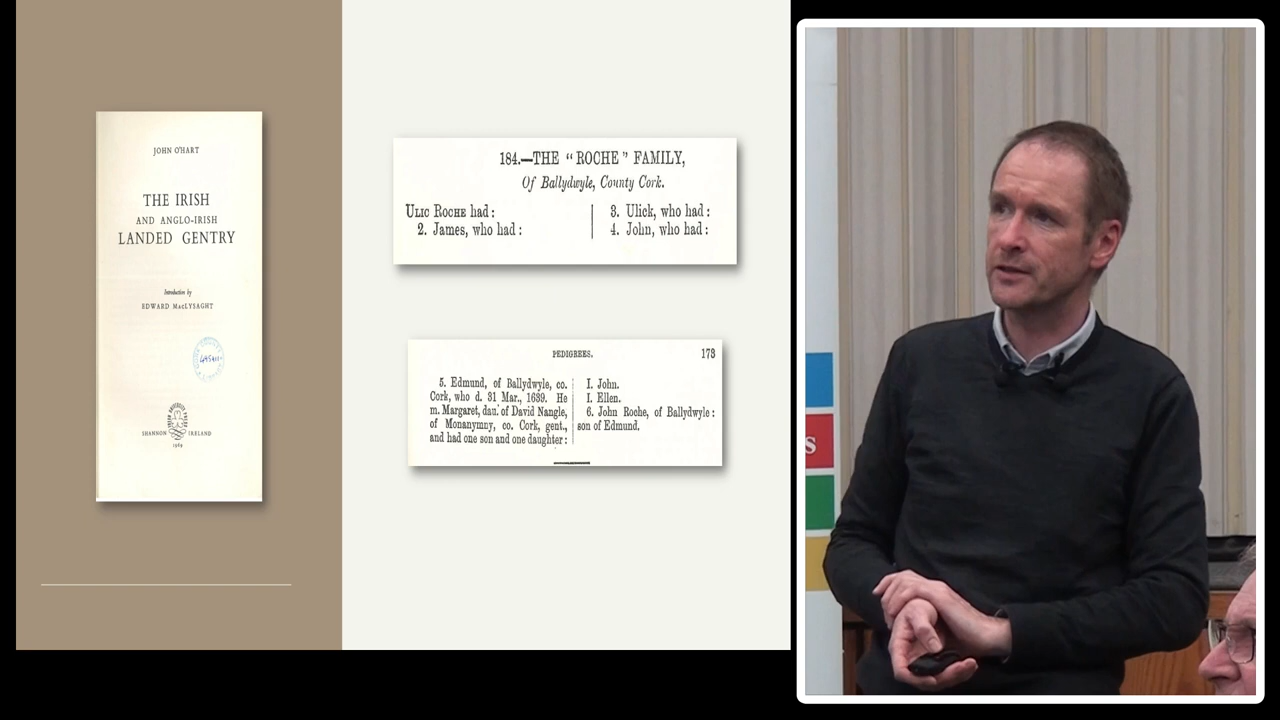 JOHN O'HART
THE IRISH
AND ANGLO-IRISH
LANDED GENTRY
Introduction by
EDWARD MacLYSAGHT
SHANNON IRELAND
1969
184.—THE “ROCHE” FAMILY,
Of Ballydwyle, County Cork.
ULIC ROCHE had:
2. James, who had:
3. Ulick, who had:
4. John, who had:
PEDIGREES. 173
5. Edmund, of Ballydwyle, co.
Cork, who d. 31 Mar., 1639. He
m. Margaret, dau. of David Nangle,
of Monanymny, co. Cork, gent.,
and had one son and one daughter:
I. John.
I. Ellen.
6. John Roche, of Ballydwyle:
son of Edmund.
S